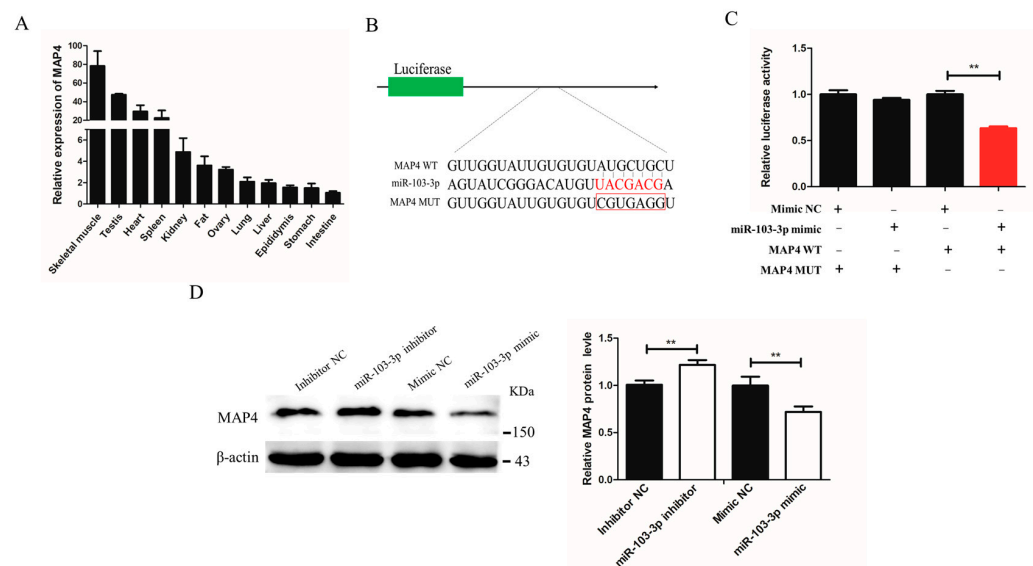 A
Relative expression of MAP4
100
80
60
40
20
6
4
2
0
Skeletal muscle
Testis
Heart
Spleen
Kidney
Fat
Ovary
Lung
Liver
Epididymis
Stomach
Intestine
B
Luciferase
MAP4 WT GUUGGUAUUGUGUGUAUGCUGCU
miR-103-3p AGUAUCGGGACAUGUUUACGACGA
MAP4 MUT GUUGGUAUUGUGUGUCGUGAGGU
C
Relative luciferase activity
1.5
1.0
0.5
0.0
**
Mimic NC + – + –
miR-103-3p mimic – + – +
MAP4 WT – – + +
MAP4 MUT + + – –
D
Inhibitor NC
miR-103-3p inhibitor
Mimic NC
miR-103-3p mimic
KDa
MAP4
150
β-actin
43
Relative MAP4 protein levle
1.5
1.0
0.5
0.0
**
**
Inhibitor NC
miR-103-3p inhibitor
Mimic NC
miR-103-3p mimic